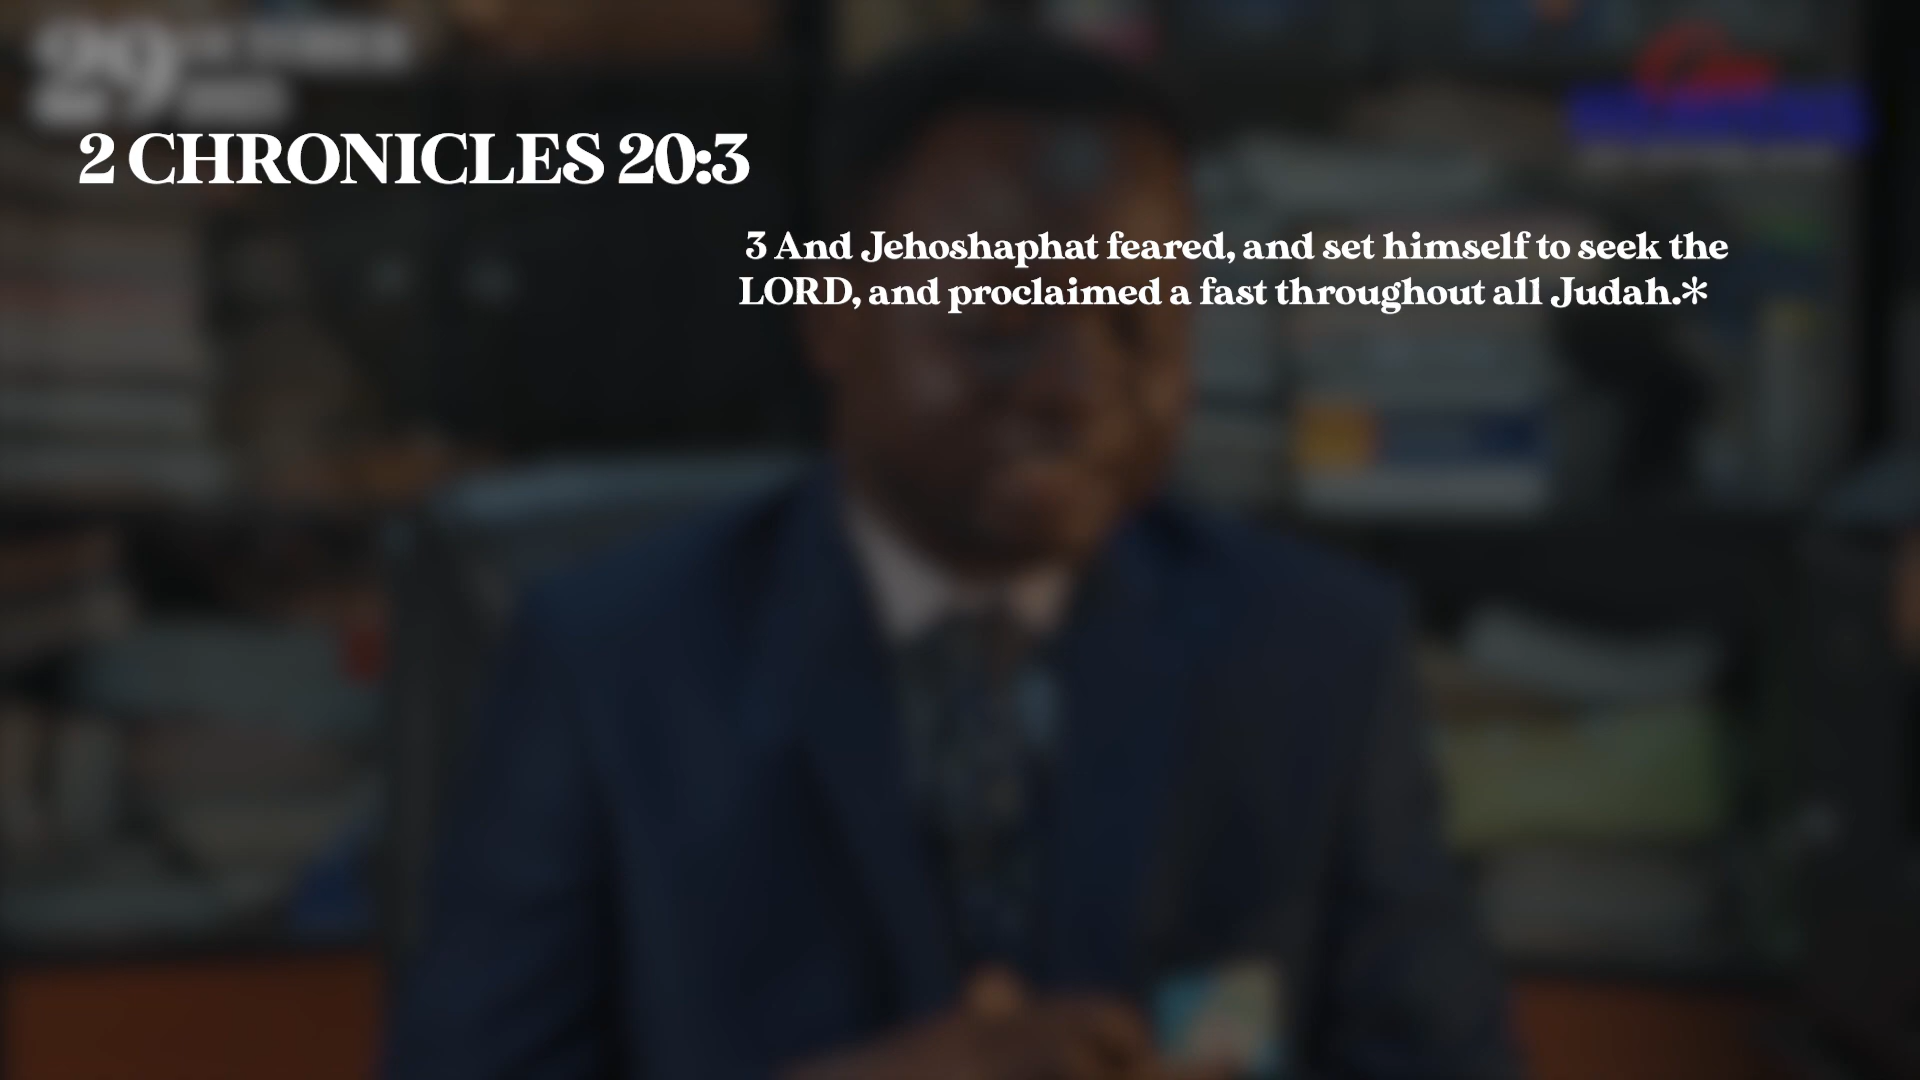 29
2 CHRONICLES 20:3
3 And Jehoshaphat feared, and set himself to seek the
LORD, and proclaimed a fast throughout all Judah.*